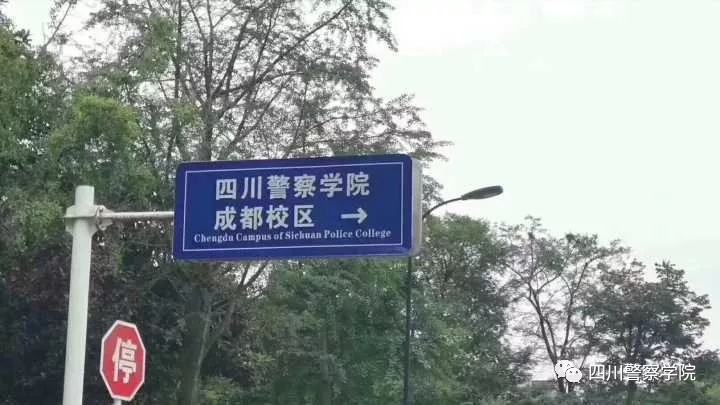 四川警察学院
成都校区 →
Chengdu Campus of Sichuan Police College
停
四川警察学院